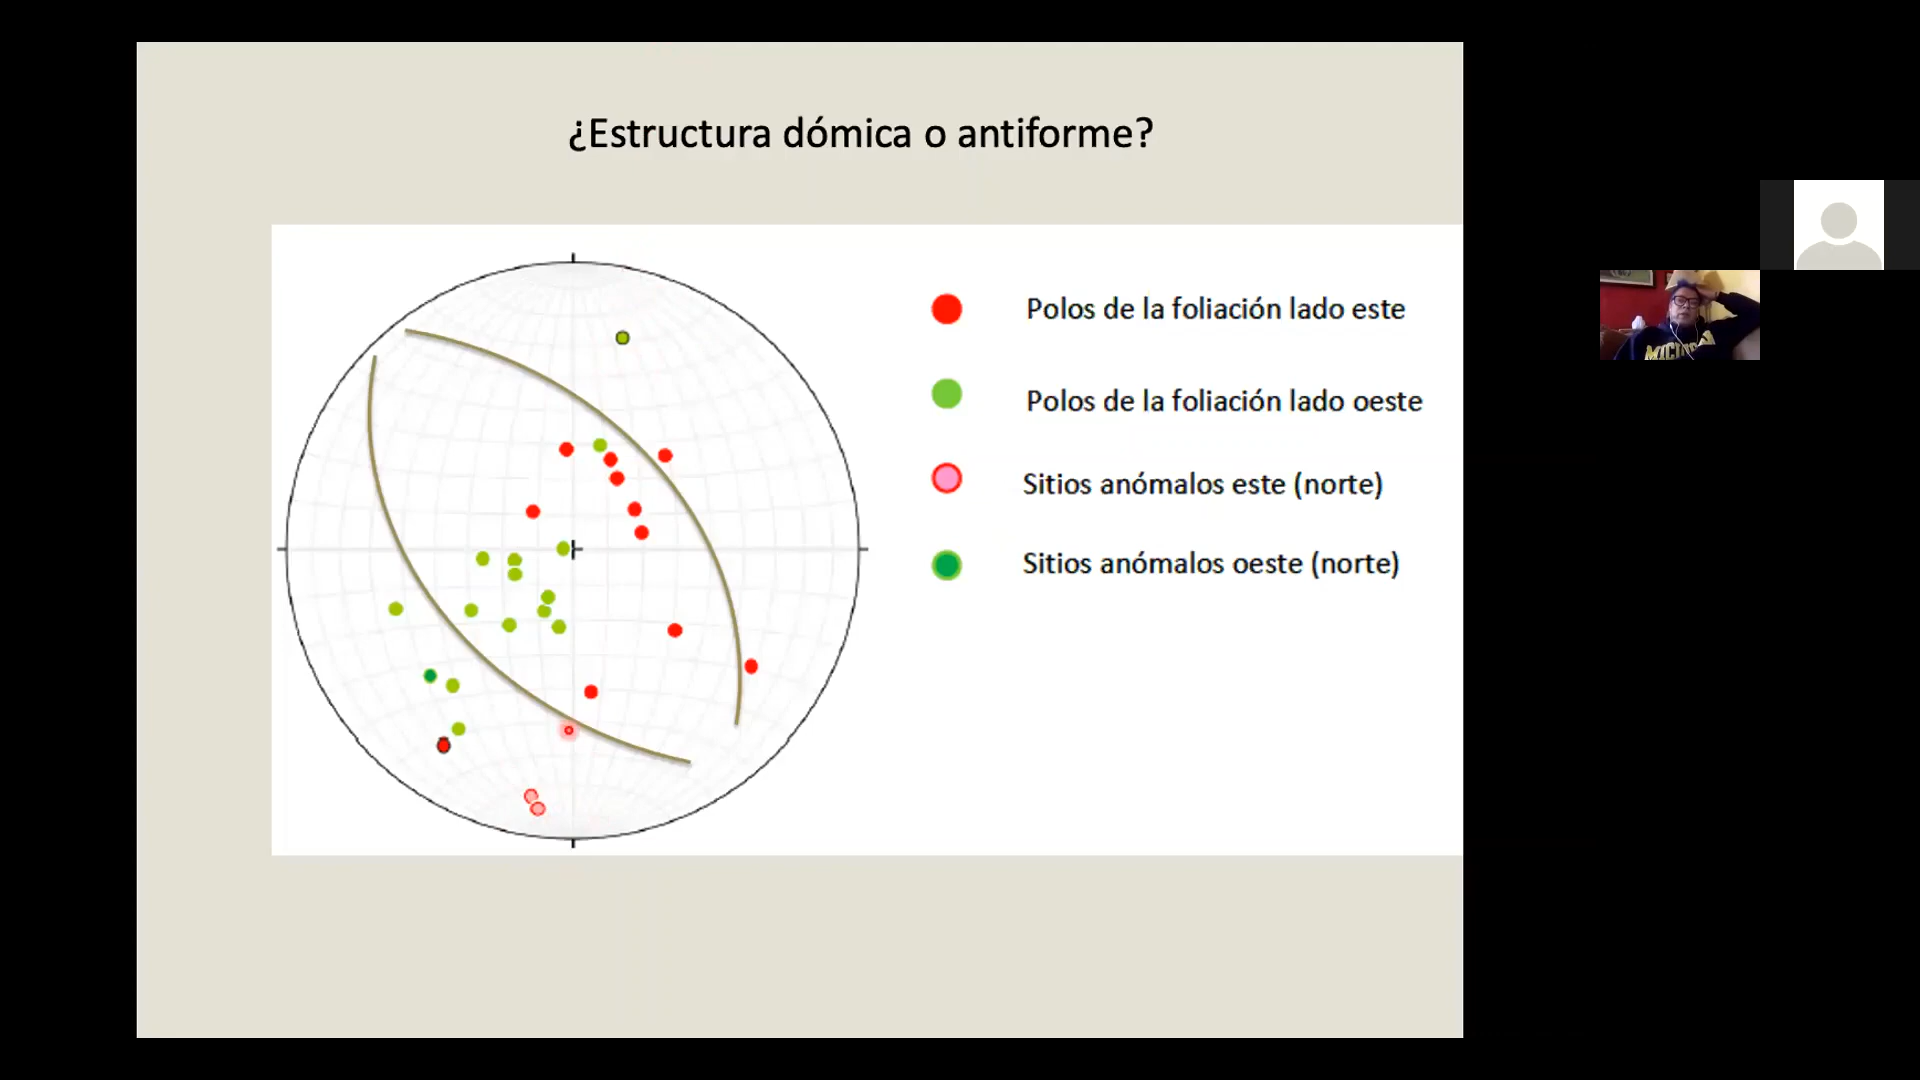 ¿Estructura dómica o antiforme?
Polos de la foliación lado este
Polos de la foliación lado oeste
Sitios anómalos este (norte)
Sitios anómalos oeste (norte)